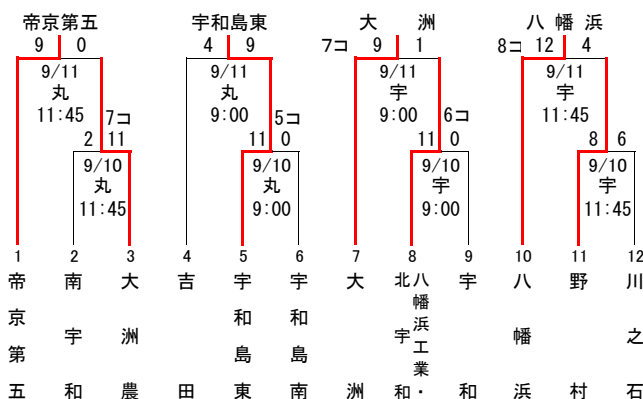 帝京第五 宇和島東 大洲 八幡浜
9 0 4 9 7コ 9 1 8コ 12 4
9/11 9/11 9/11 9/11
丸 丸 宇 宇
11:45 7コ 9:00 5コ 9:00 6コ 11:45
2 11 11 0 11 0 8 6
9/10 9/10 9/10 9/10
丸 丸 宇 宇
11:45 9:00 9:00 11:45
1 2 3 4 5 6 7 8 9 10 11 12
帝京第五
南宇和
大洲農
吉田
宇和島東
宇和島南
大洲
八幡浜工業・
北宇和
宇和
八幡浜
野村
川之石